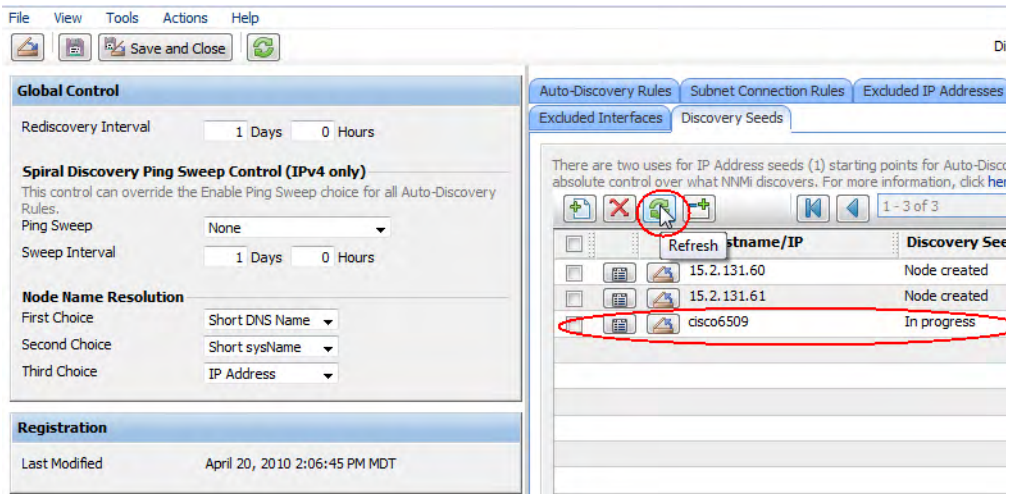 File View Tools Actions Help
Save and Close
Di
Global Control
Rediscovery Interval 1 Days 0 Hours
Spiral Discovery Ping Sweep Control (IPv4 only)
This control can override the Enable Ping Sweep choice for all Auto-Discovery
Rules.
Ping Sweep None
Sweep Interval 1 Days 0 Hours
Node Name Resolution
First Choice Short DNS Name
Second Choice Short sysName
Third Choice IP Address
Registration
Last Modified April 20, 2010 2:06:45 PM MDT
Auto-Discovery Rules Subnet Connection Rules Excluded IP Addresses
Excluded Interfaces Discovery Seeds
There are two uses for IP Address seeds (1) starting points for Auto-Disco
absolute control over what NNMi discovers. For more information, click her
1 - 3 of 3
Refresh stname/IP Discovery See
15.2.131.60 Node created
15.2.131.61 Node created
cisco6509 In progress